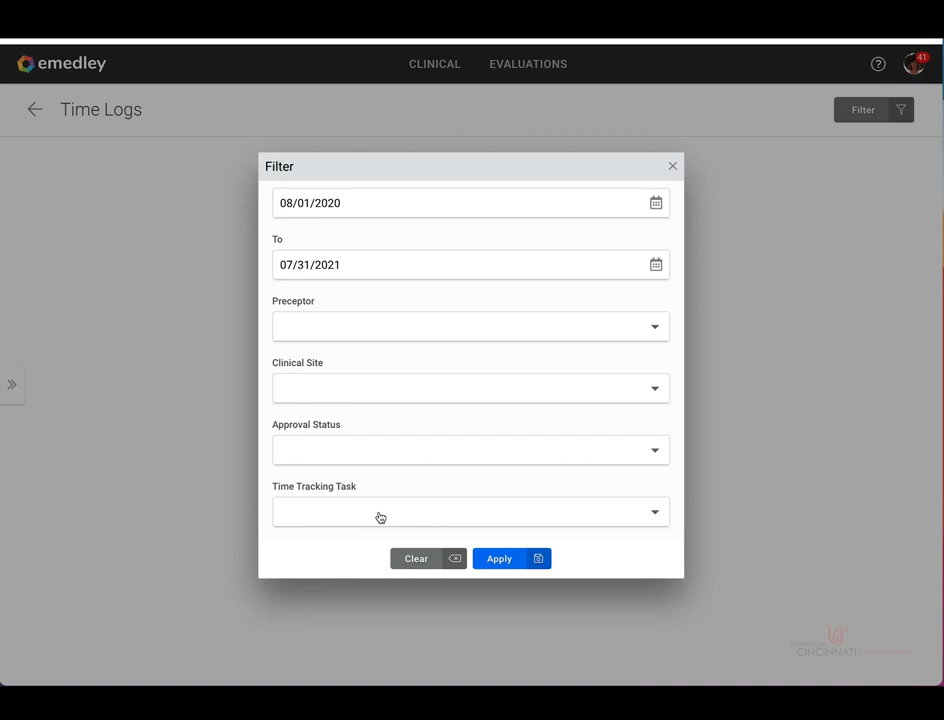 emedley
CLINICAL
EVALUATIONS
41
Time Logs
Filter
Filter
08/01/2020
To
07/31/2021
Preceptor
Clinical Site
Approval Status
Time Tracking Task
Clear
Apply
CINCINNATI